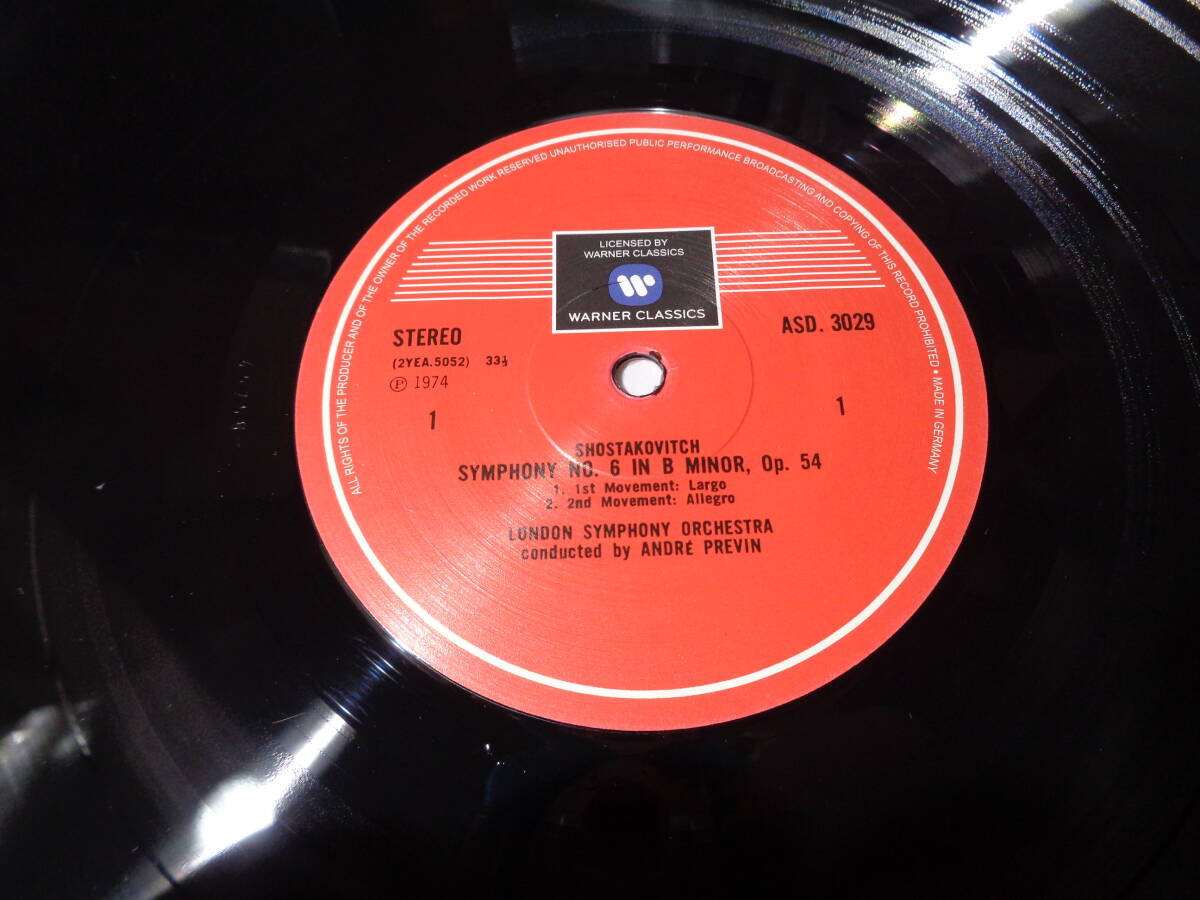 ALL RIGHTS OF THE PRODUCER AND OF THE OWNER OF THE RECORDED WORK RESERVED UNAUTHORISED PUBLIC PERFORMANCE BROADCASTING AND COPYING OF THIS RECORD PROHIBITED • MADE IN GERMANY
LICENSED BY
WARNER CLASSICS
WARNER CLASSICS
STEREO
ASD. 3029
(2YEA.5052) 33⅓
℗ 1974
1 1
SHOSTAKOVITCH
SYMPHONY NO. 6 IN B MINOR, Op. 54
1. 1st Movement: Largo
2. 2nd Movement: Allegro
LONDON SYMPHONY ORCHESTRA
conducted by ANDRÉ PREVIN